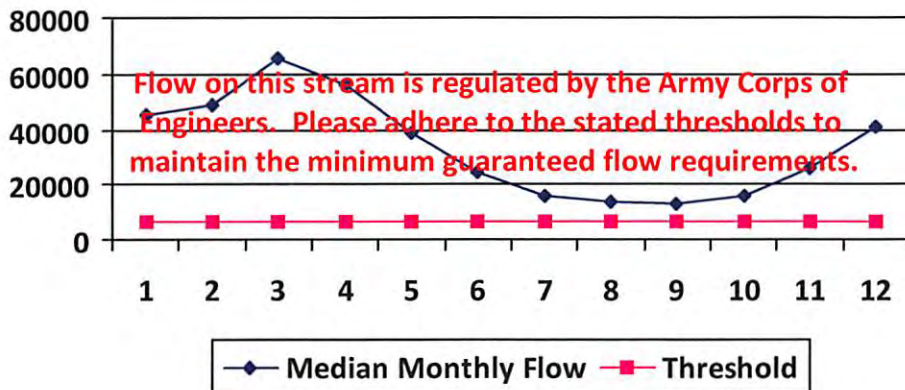 80000
60000
40000
20000
0
Flow on this stream is regulated by the Army Corps of
Engineers. Please adhere to the stated thresholds to
maintain the minimum guaranteed flow requirements.
1 2 3 4 5 6 7 8 9 10 11 12
Median Monthly Flow Threshold